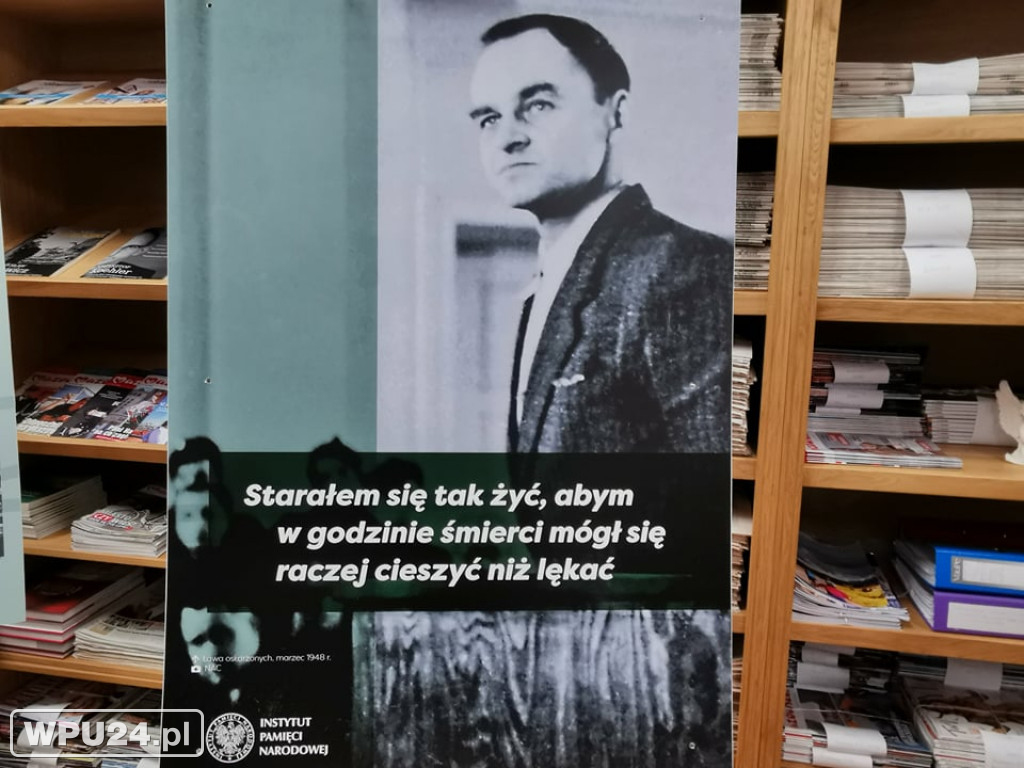 Starałem się tak żyć, abym
w godzinie śmierci mógł się
raczej cieszyć niż lękać
Ława oskarżonych, marzec 1948 r.
NAC
INSTYTUT
PAMIĘCI
NARODOWEJ
WPU24.pl